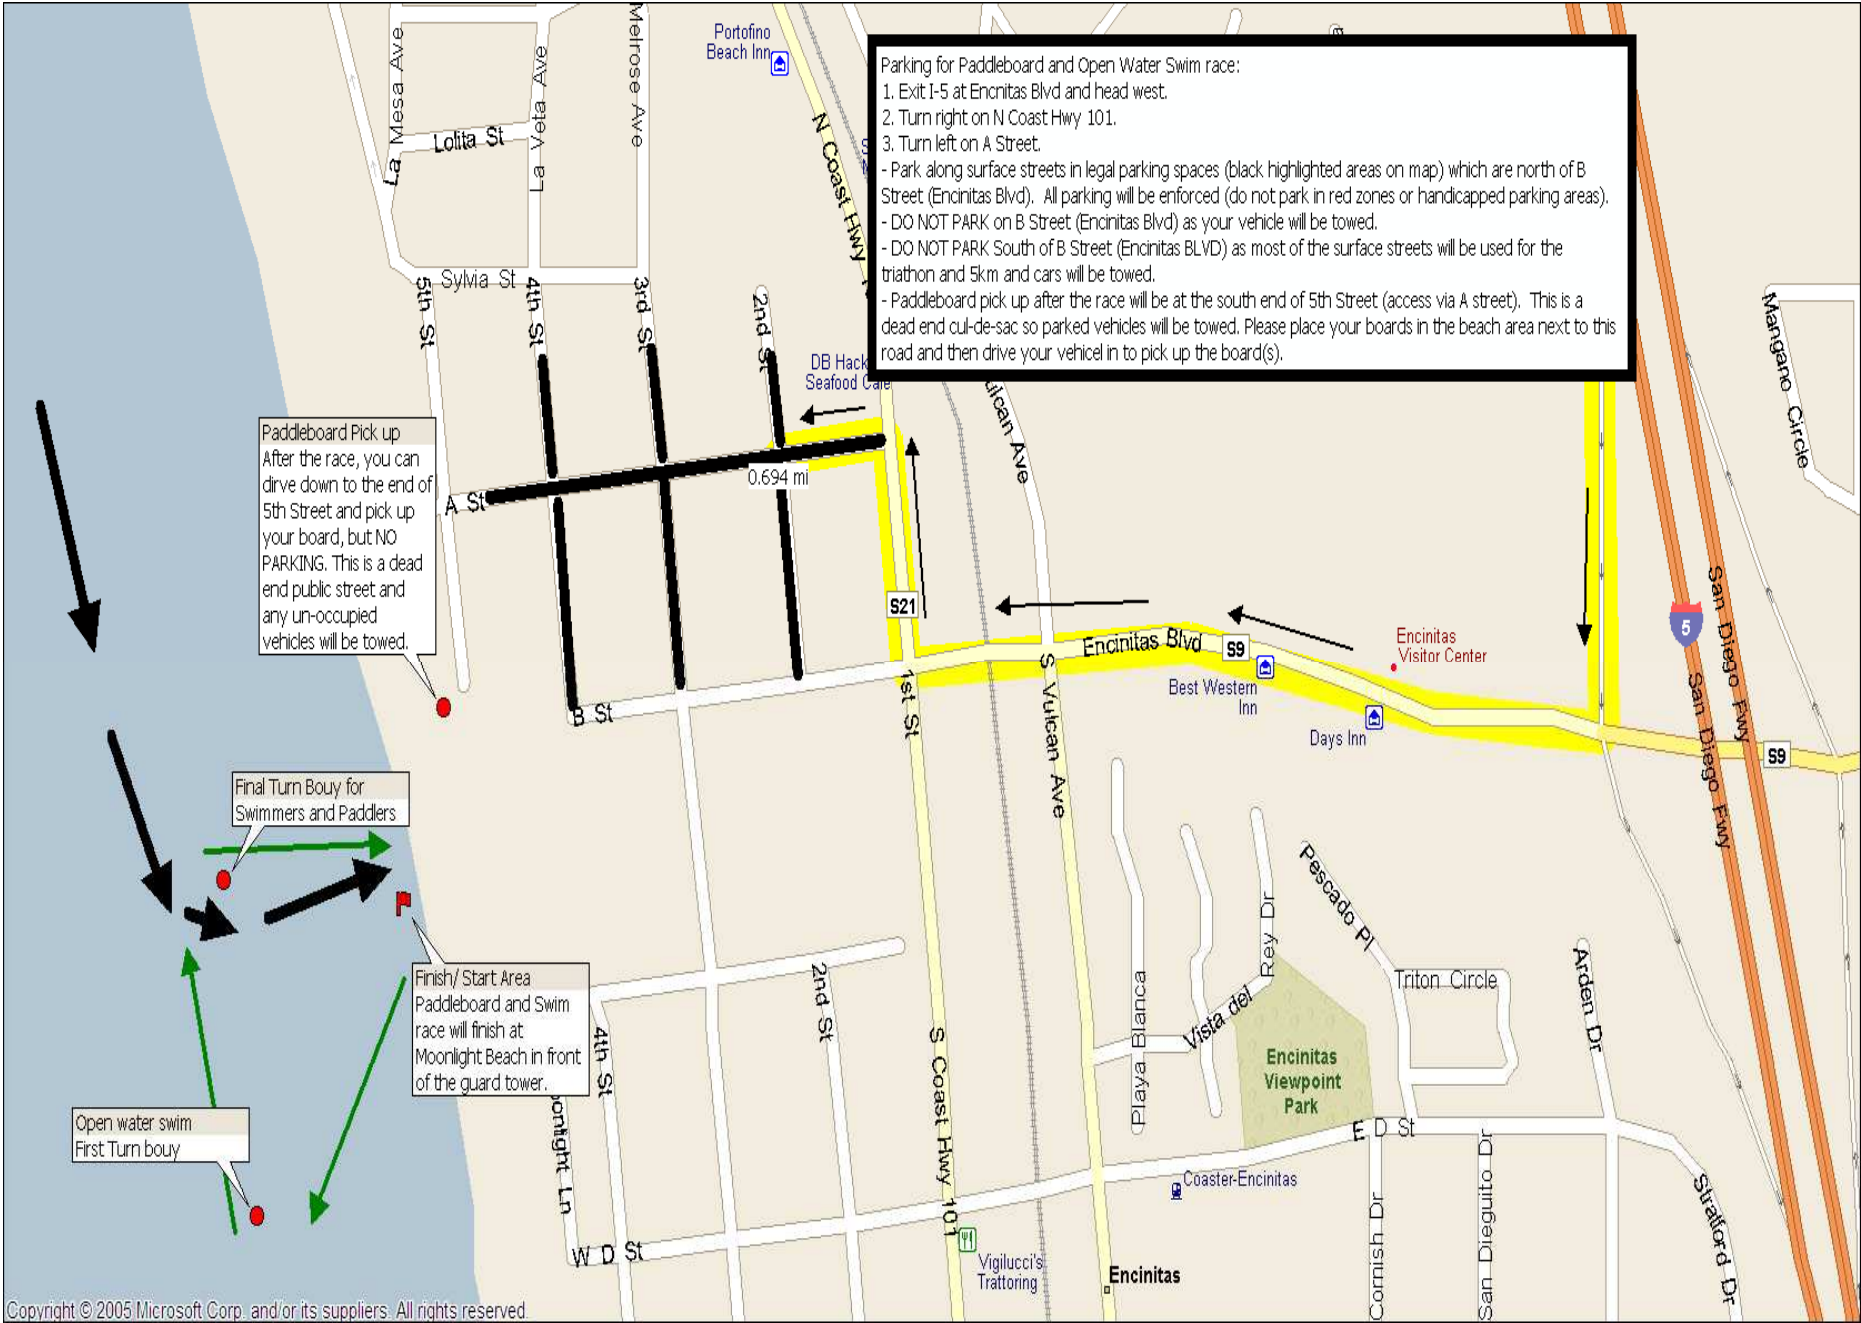 Portofino
Beach Inn
La Mesa Ave
La Veta Ave
Melrose Ave
Lolita St
N Coast Hwy
Parking for Paddleboard and Open Water Swim race:
1. Exit I-5 at Encnitas Blvd and head west.
2. Turn right on N Coast Hwy 101.
3. Turn left on A Street.
- Park along surface streets in legal parking spaces (black highlighted areas on map) which are north of B
Street (Encinitas Blvd).  All parking will be enforced (do not park in red zones or handicapped parking areas).
- DO NOT PARK on B Street (Encinitas Blvd) as your vehicle will be towed.
- DO NOT PARK South of B Street (Encinitas BLVD) as most of the surface streets will be used for the
triathon and 5km and cars will be towed.
- Paddleboard pick up after the race will be at the south end of 5th Street (access via A street).  This is a
dead end cul-de-sac so parked vehicles will be towed. Please place your boards in the beach area next to this
road and then drive your vehicel in to pick up the board(s).
Sylvia St
5th St
4th St
3rd St
2nd St
DB Hack
Seafood Cafe
ulcan Ave
Mangano Circle
Paddleboard Pick up
After the race, you can
dirve down to the end of
5th Street and pick up
your board, but NO
PARKING. This is a dead
end public street and
any un-occupied
vehicles will be towed.
A St
0.694 mi
S21
Encinitas Blvd
S9
Encinitas
Visitor Center
5
San Diego Fwy
San Diego Fwy
Best Western
Inn
Days Inn
S9
B St
1st St
S Vulcan Ave
Final Turn Bouy for
Swimmers and Paddlers
Finish/ Start Area
Paddleboard and Swim
race will finish at
Moonlight Beach in front
of the guard tower.
Open water swim
First Turn bouy
4th St
2nd St
oonlight Ln
S Coast Hwy 101
Playa Blanca
Vista del
Rey Dr
Pescado Pl
Triton Circle
Arden Dr
Encinitas
Viewpoint
Park
E D St
Coaster-Encinitas
W D St
Vigilucci's
Trattoring
Encinitas
Cornish Dr
San Dieguito Dr
Stratford Dr
Copyright © 2005 Microsoft Corp. and/or its suppliers. All rights reserved.